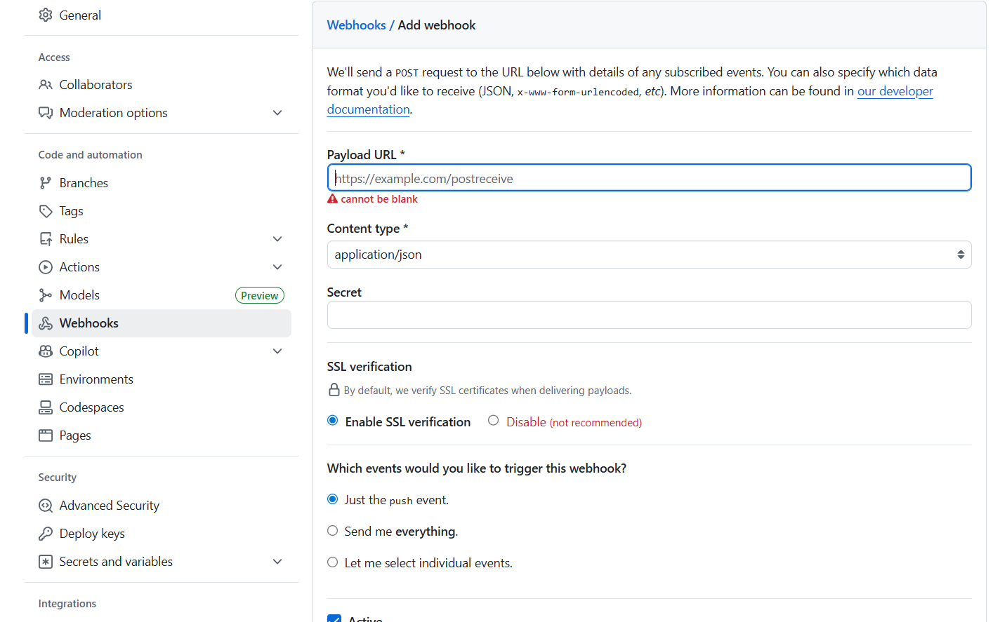 General
Access
Collaborators
Moderation options
Code and automation
Branches
Tags
Rules
Actions
Models
Preview
Webhooks
Copilot
Environments
Codespaces
Pages
Security
Advanced Security
Deploy keys
Secrets and variables
Integrations
Webhooks / Add webhook
We'll send a POST request to the URL below with details of any subscribed events. You can also specify which data
format you'd like to receive (JSON, x-www-form-urlencoded, etc). More information can be found in our developer
documentation.
Payload URL *
https://example.com/postreceive
cannot be blank
Content type *
application/json
Secret
SSL verification
By default, we verify SSL certificates when delivering payloads.
Enable SSL verification
Disable (not recommended)
Which events would you like to trigger this webhook?
Just the push event.
Send me everything.
Let me select individual events.
Active